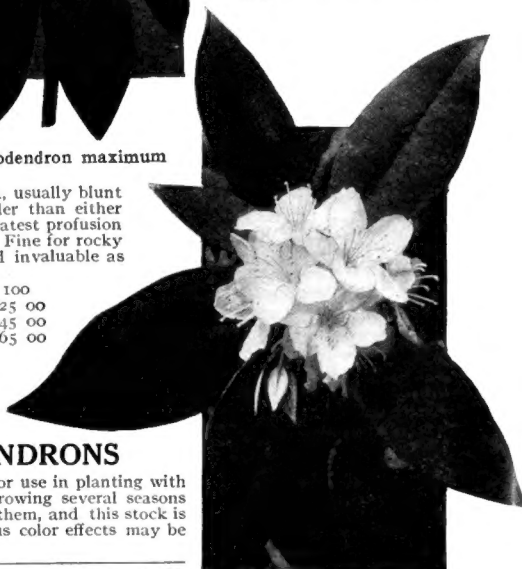 odendron maximum
, usually blunt
ler than either
atest profusion
Fine for rocky
d invaluable as
100
25 00
45 00
65 00
NDRONS
or use in planting with
rowing several seasons
them, and this stock is
us color effects may be